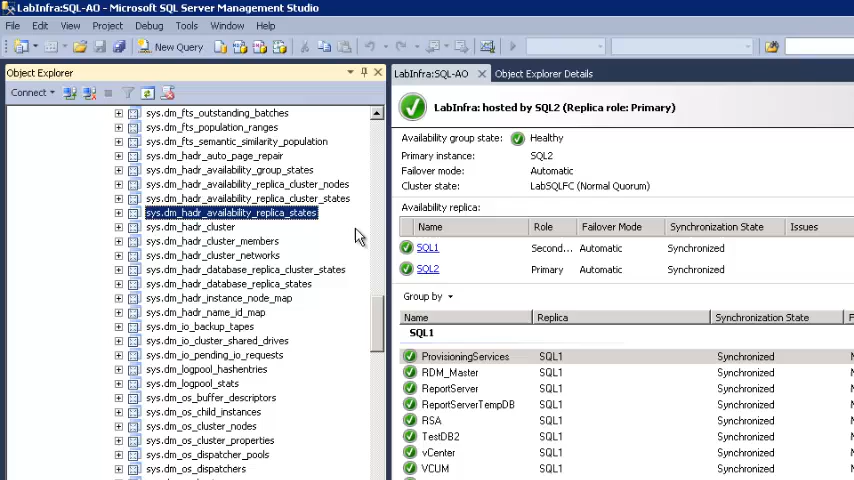 LabInfra:SQL-AO - Microsoft SQL Server Management Studio
File Edit View Project Debug Tools Window Help
New Query
Object Explorer
LabInfra:SQL-AO Object Explorer Details
Connect
sys.dm_fts_outstanding_batches
sys.dm_fts_population_ranges
sys.dm_fts_semantic_similarity_population
sys.dm_hadr_auto_page_repair
sys.dm_hadr_availability_group_states
sys.dm_hadr_availability_replica_cluster_nodes
sys.dm_hadr_availability_replica_cluster_states
sys.dm_hadr_availability_replica_states
sys.dm_hadr_cluster
sys.dm_hadr_cluster_members
sys.dm_hadr_cluster_networks
sys.dm_hadr_database_replica_cluster_states
sys.dm_hadr_database_replica_states
sys.dm_hadr_instance_node_map
sys.dm_hadr_name_id_map
sys.dm_io_backup_tapes
sys.dm_io_cluster_shared_drives
sys.dm_io_pending_io_requests
sys.dm_logpool_hashentries
sys.dm_logpool_stats
sys.dm_os_buffer_descriptors
sys.dm_os_child_instances
sys.dm_os_cluster_nodes
sys.dm_os_cluster_properties
sys.dm_os_dispatcher_pools
sys.dm_os_dispatchers
LabInfra: hosted by SQL2 (Replica role: Primary)
Availability group state: Healthy
Primary instance: SQL2
Failover mode: Automatic
Cluster state: LabSQLFC (Normal Quorum)
Availability replica:
Name Role Failover Mode Synchronization State Issues
SQL1 Second... Automatic Synchronized
SQL2 Primary Automatic Synchronized
Group by
Name Replica Synchronization State F
SQL1
ProvisioningServices SQL1 Synchronized
RDM_Master SQL1 Synchronized
ReportServer SQL1 Synchronized
ReportServerTempDB SQL1 Synchronized
RSA SQL1 Synchronized
TestDB2 SQL1 Synchronized
vCenter SQL1 Synchronized
VCUM SQL1 Synchronized